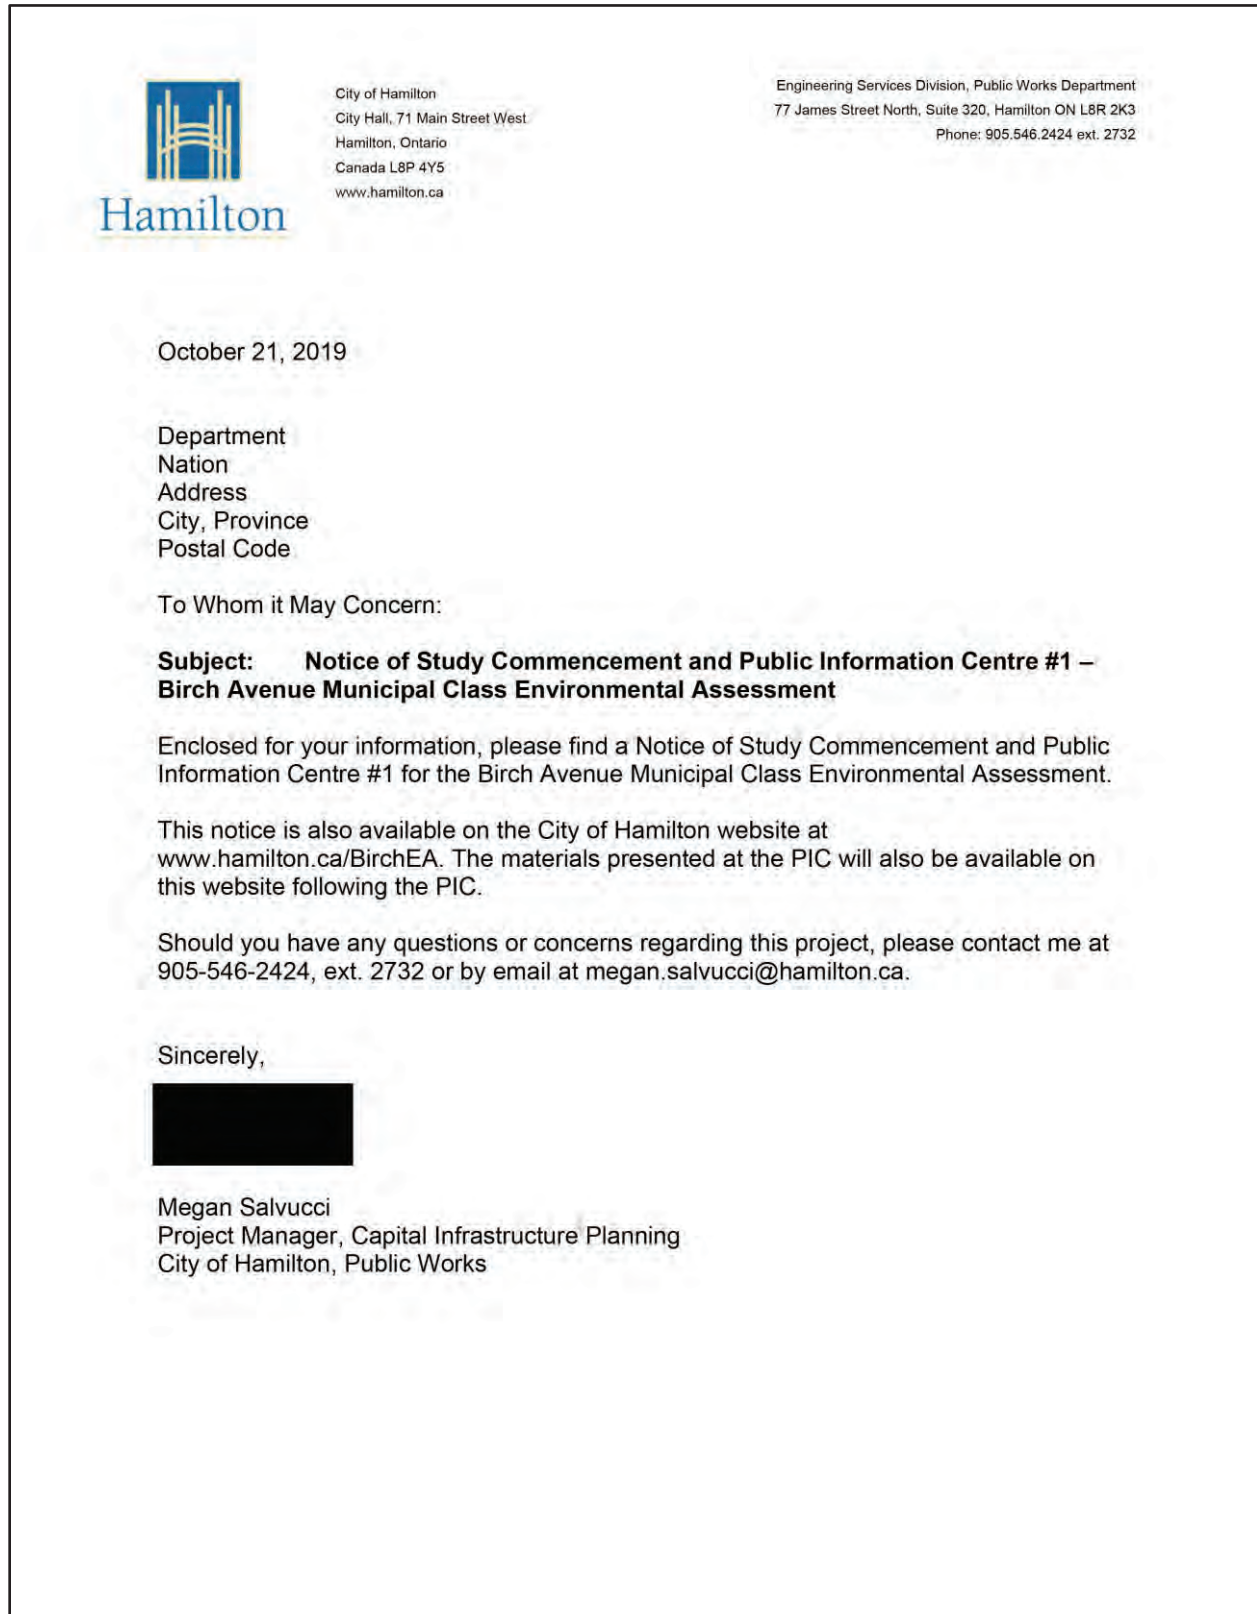 Hamilton
City of Hamilton
City Hall, 71 Main Street West
Hamilton, Ontario
Canada L8P 4Y5
www.hamilton.ca
Engineering Services Division, Public Works Department
77 James Street North, Suite 320, Hamilton ON L8R 2K3
Phone: 905.546.2424 ext. 2732
October 21, 2019
Department
Nation
Address
City, Province
Postal Code
To Whom it May Concern:
Subject: Notice of Study Commencement and Public Information Centre #1 –
Birch Avenue Municipal Class Environmental Assessment
Enclosed for your information, please find a Notice of Study Commencement and Public
Information Centre #1 for the Birch Avenue Municipal Class Environmental Assessment.
This notice is also available on the City of Hamilton website at
www.hamilton.ca/BirchEA. The materials presented at the PIC will also be available on
this website following the PIC.
Should you have any questions or concerns regarding this project, please contact me at
905-546-2424, ext. 2732 or by email at megan.salvucci@hamilton.ca.
Sincerely,
Megan Salvucci
Project Manager, Capital Infrastructure Planning
City of Hamilton, Public Works